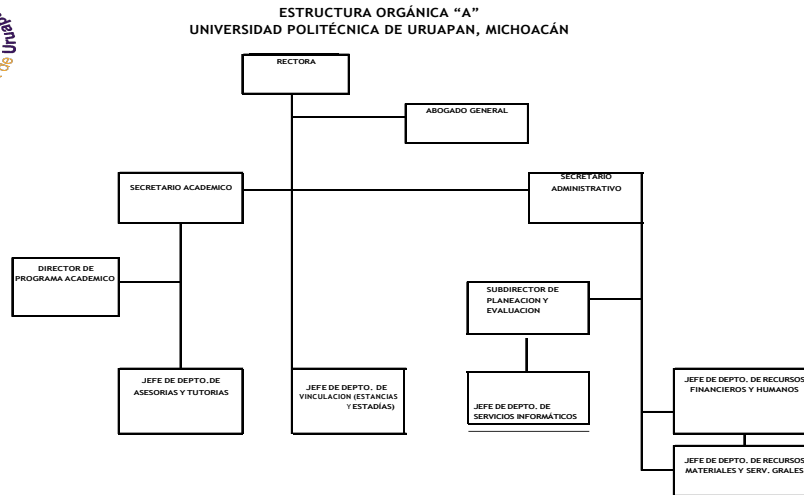 de Uruap
ESTRUCTURA ORGÁNICA “A”
UNIVERSIDAD POLITÉCNICA DE URUAPAN, MICHOACÁN
RECTORA
ABOGADO GENERAL
SECRETARIO ACADEMICO
SECRETARIO
ADMINISTRATIVO
DIRECTOR DE
PROGRAMA ACADEMICO
SUBDIRECTOR DE
PLANEACION Y
EVALUACION
JEFE DE DEPTO.DE
ASESORIAS Y TUTORIAS
JEFE DE DEPTO. DE
VINCULACION (ESTANCIAS
Y ESTADÍAS)
JEFE DE DEPTO. DE
SERVICIOS INFORMÁTICOS
JEFE DE DEPTO. DE RECURSOS
FINANCIEROS Y HUMANOS
JEFE DE DEPTO. DE RECURSOS
MATERIALES Y SERV. GRALES